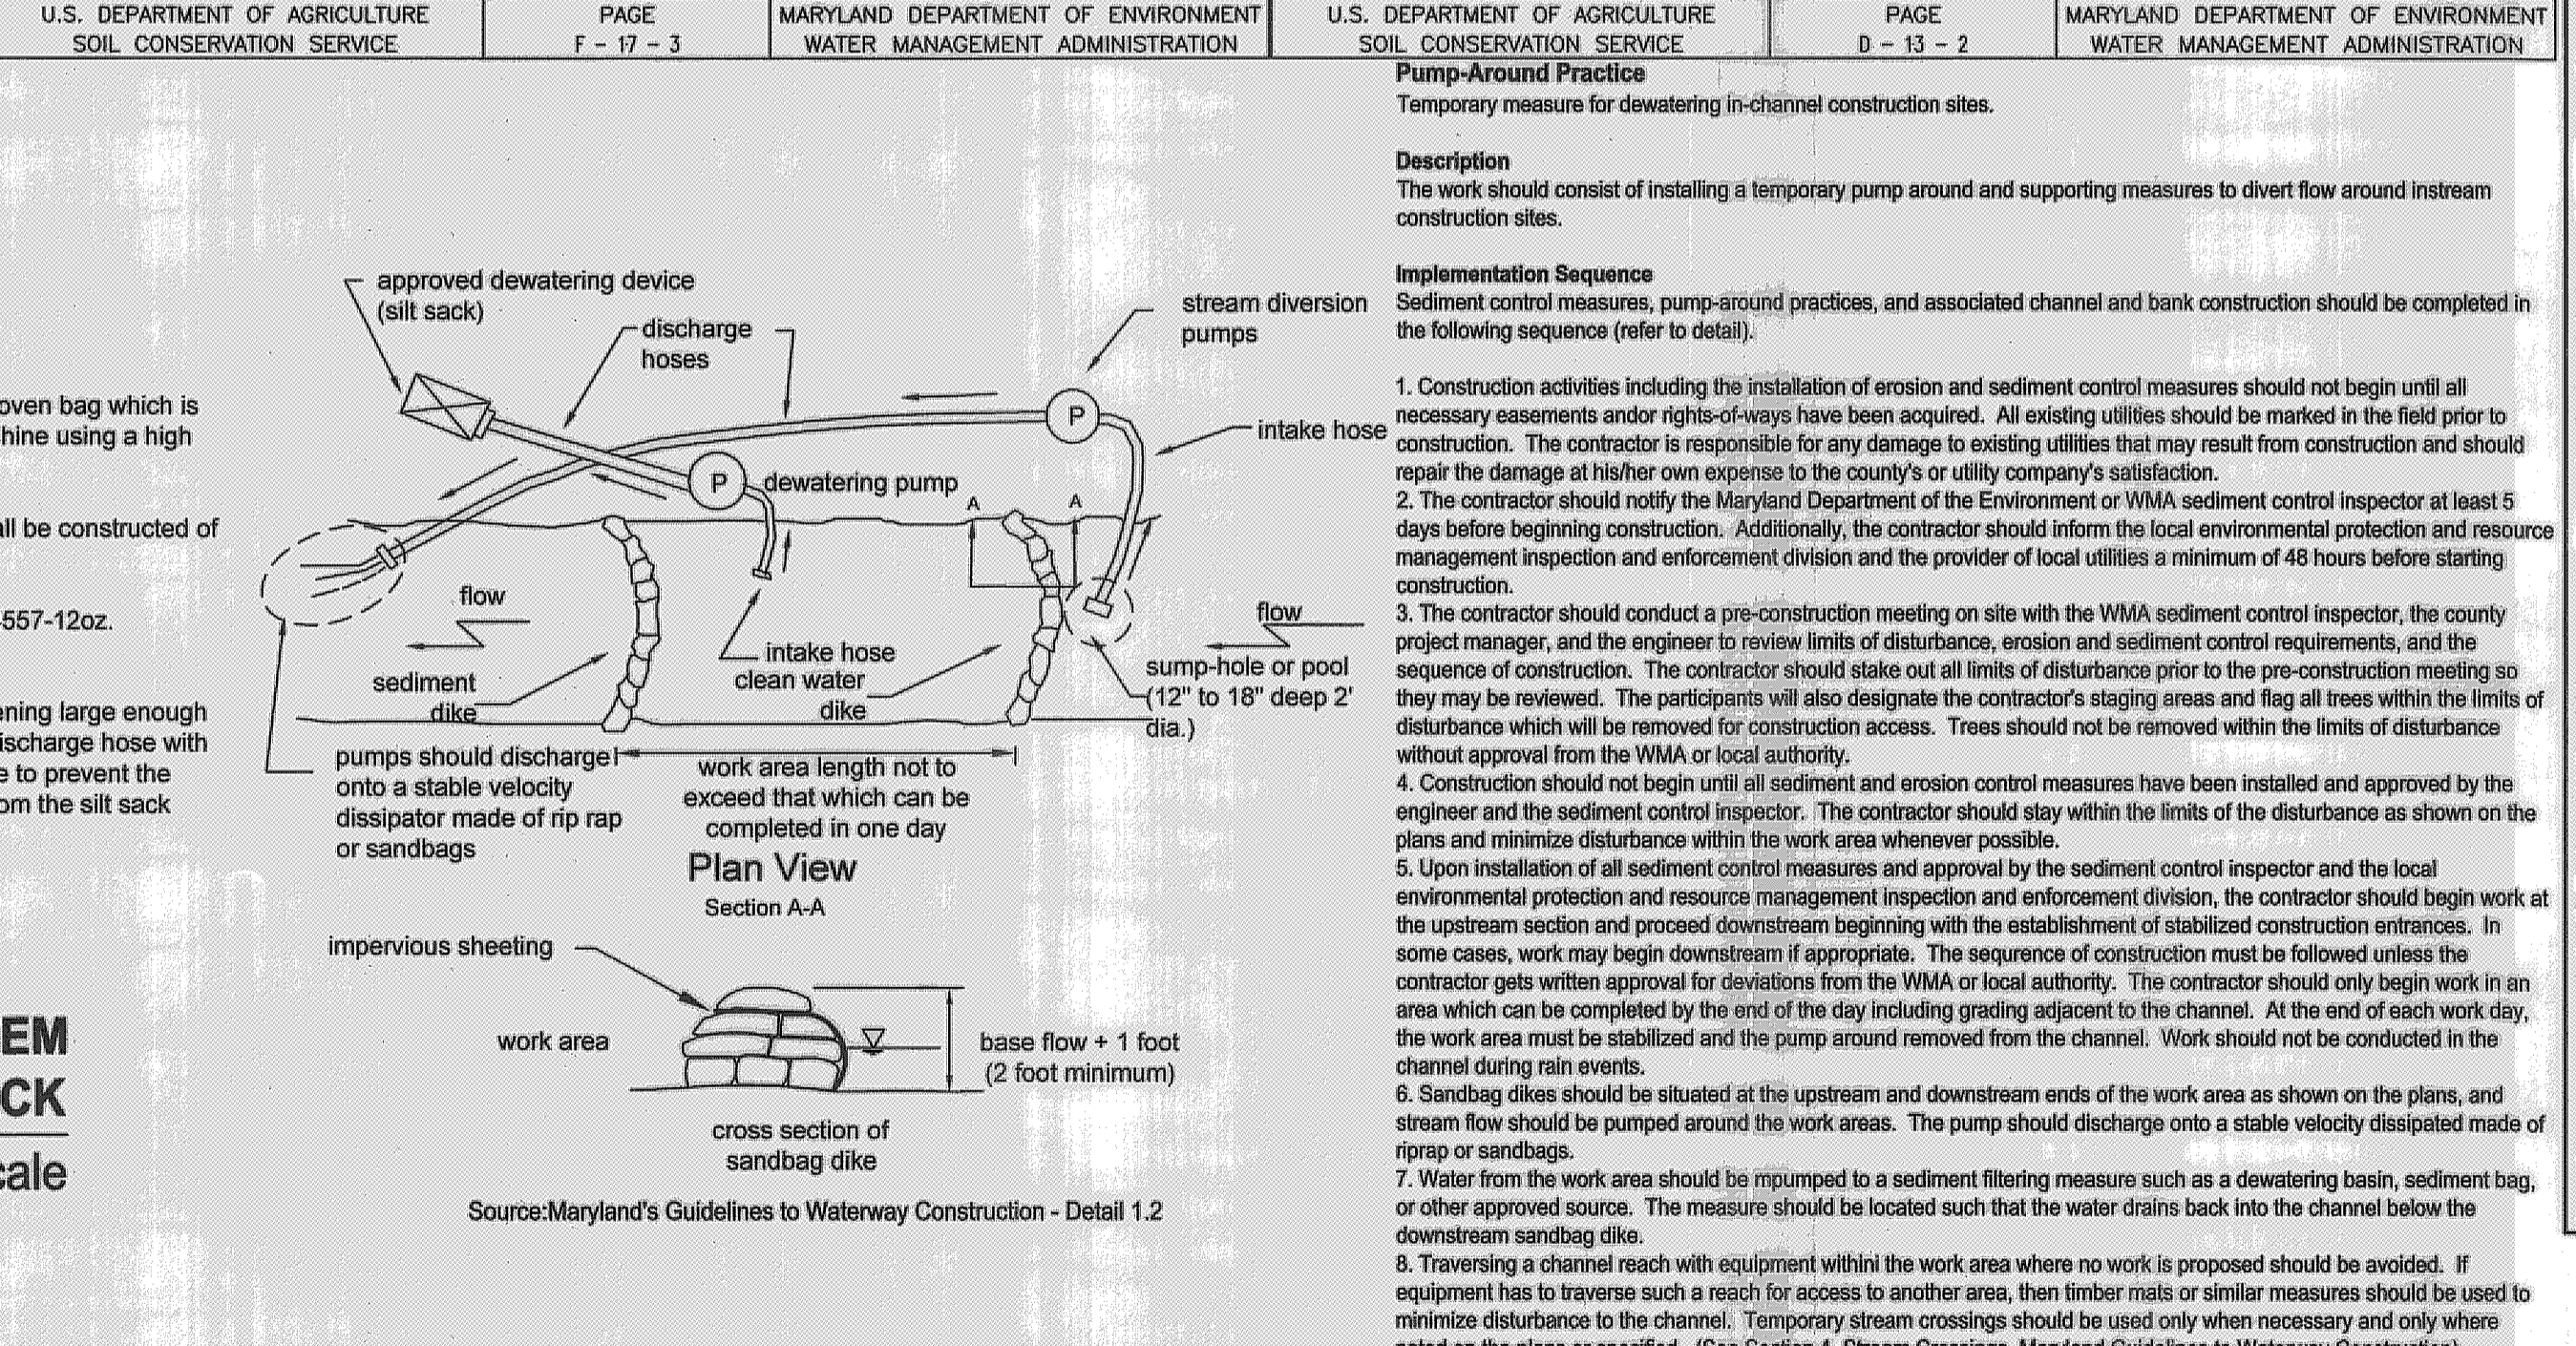 U.S. DEPARTMENT OF AGRICULTURE
SOIL CONSERVATION SERVICE
PAGE
F - 17 - 3
MARYLAND DEPARTMENT OF ENVIRONMENT
WATER MANAGEMENT ADMINISTRATION
U.S. DEPARTMENT OF AGRICULTURE
SOIL CONSERVATION SERVICE
PAGE
D - 13 - 2
MARYLAND DEPARTMENT OF ENVIRONMENT
WATER MANAGEMENT ADMINISTRATION
oven bag which is
hine using a high
all be constructed of
-557-12oz.
ening large enough
ischarge hose with
e to prevent the
om the silt sack
EM
CK
cale
approved dewatering device
(silt sack)
discharge
hoses
stream diversion
pumps
P
intake hose
P
dewatering pump
A
A
flow
flow
intake hose
sediment
dike
clean water
dike
sump-hole or pool
(12" to 18" deep 2'
dia.)
pumps should discharge
onto a stable velocity
dissipator made of rip rap
or sandbags
work area length not to
exceed that which can be
completed in one day
Plan View
Section A-A
impervious sheeting
work area
base flow + 1 foot
(2 foot minimum)
cross section of
sandbag dike
Source:Maryland's Guidelines to Waterway Construction - Detail 1.2
Pump-Around Practice
Temporary measure for dewatering in-channel construction sites.
Description
The work should consist of installing a temporary pump around and supporting measures to divert flow around instream
construction sites.
Implementation Sequence
Sediment control measures, pump-around practices, and associated channel and bank construction should be completed in
the following sequence (refer to detail).
1. Construction activities including the installation of erosion and sediment control measures should not begin until all
necessary easements andor rights-of-ways have been acquired. All existing utilities should be marked in the field prior to
construction. The contractor is responsible for any damage to existing utilities that may result from construction and should
repair the damage at his/her own expense to the county's or utility company's satisfaction.
2. The contractor should notify the Maryland Department of the Environment or WMA sediment control inspector at least 5
days before beginning construction. Additionally, the contractor should inform the local environmental protection and resource
management inspection and enforcement division and the provider of local utilities a minimum of 48 hours before starting
construction.
3. The contractor should conduct a pre-construction meeting on site with the WMA sediment control inspector, the county
project manager, and the engineer to review limits of disturbance, erosion and sediment control requirements, and the
sequence of construction. The contractor should stake out all limits of disturbance prior to the pre-construction meeting so
they may be reviewed. The participants will also designate the contractor's staging areas and flag all trees within the limits of
disturbance which will be removed for construction access. Trees should not be removed within the limits of disturbance
without approval from the WMA or local authority.
4. Construction should not begin until all sediment and erosion control measures have been installed and approved by the
engineer and the sediment control inspector. The contractor should stay within the limits of the disturbance as shown on the
plans and minimize disturbance within the work area whenever possible.
5. Upon installation of all sediment control measures and approval by the sediment control inspector and the local
environmental protection and resource management inspection and enforcement division, the contractor should begin work at
the upstream section and proceed downstream beginning with the establishment of stabilized construction entrances. In
some cases, work may begin downstream if appropriate. The sequrence of construction must be followed unless the
contractor gets written approval for deviations from the WMA or local authority. The contractor should only begin work in an
area which can be completed by the end of the day including grading adjacent to the channel. At the end of each work day,
the work area must be stabilized and the pump around removed from the channel. Work should not be conducted in the
channel during rain events.
6. Sandbag dikes should be situated at the upstream and downstream ends of the work area as shown on the plans, and
stream flow should be pumped around the work areas. The pump should discharge onto a stable velocity dissipated made of
riprap or sandbags.
7. Water from the work area should be mpumped to a sediment filtering measure such as a dewatering basin, sediment bag,
or other approved source. The measure should be located such that the water drains back into the channel below the
downstream sandbag dike.
8. Traversing a channel reach with equipment withini the work area where no work is proposed should be avoided. If
equipment has to traverse such a reach for access to another area, then timber mats or similar measures should be used to
minimize disturbance to the channel. Temporary stream crossings should be used only when necessary and only where